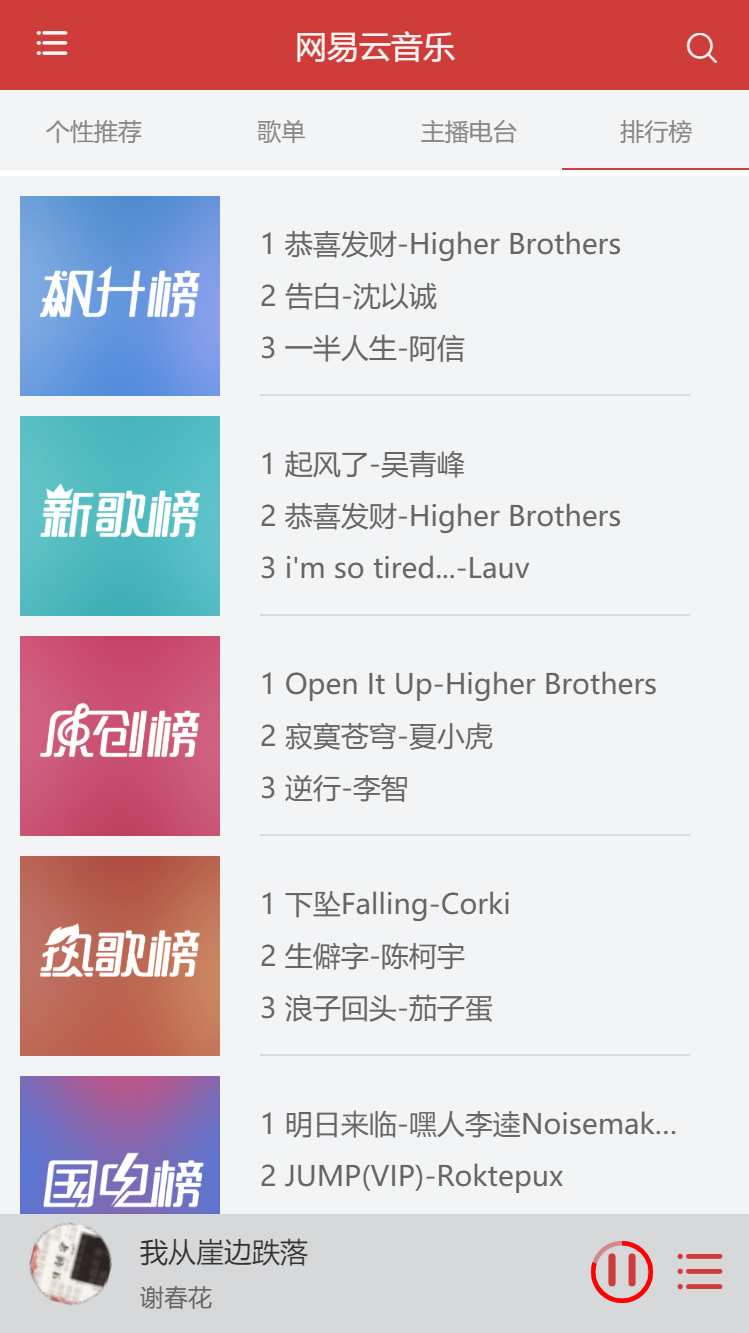 网易云音乐
个性推荐 歌单 主播电台 排行榜
飙升榜
1 恭喜发财-Higher Brothers
2 告白-沈以诚
3 一半人生-阿信
新歌榜
1 起风了-吴青峰
2 恭喜发财-Higher Brothers
3 i'm so tired...-Lauv
原创榜
1 Open It Up-Higher Brothers
2 寂寞苍穹-夏小虎
3 逆行-李智
热歌榜
1 下坠Falling-Corki
2 生僻字-陈柯宇
3 浪子回头-茄子蛋
国电榜
1 明日来临-嘿人李逵Noisemak...
2 JUMP(VIP)-Roktepux
我从崖边跌落
谢春花